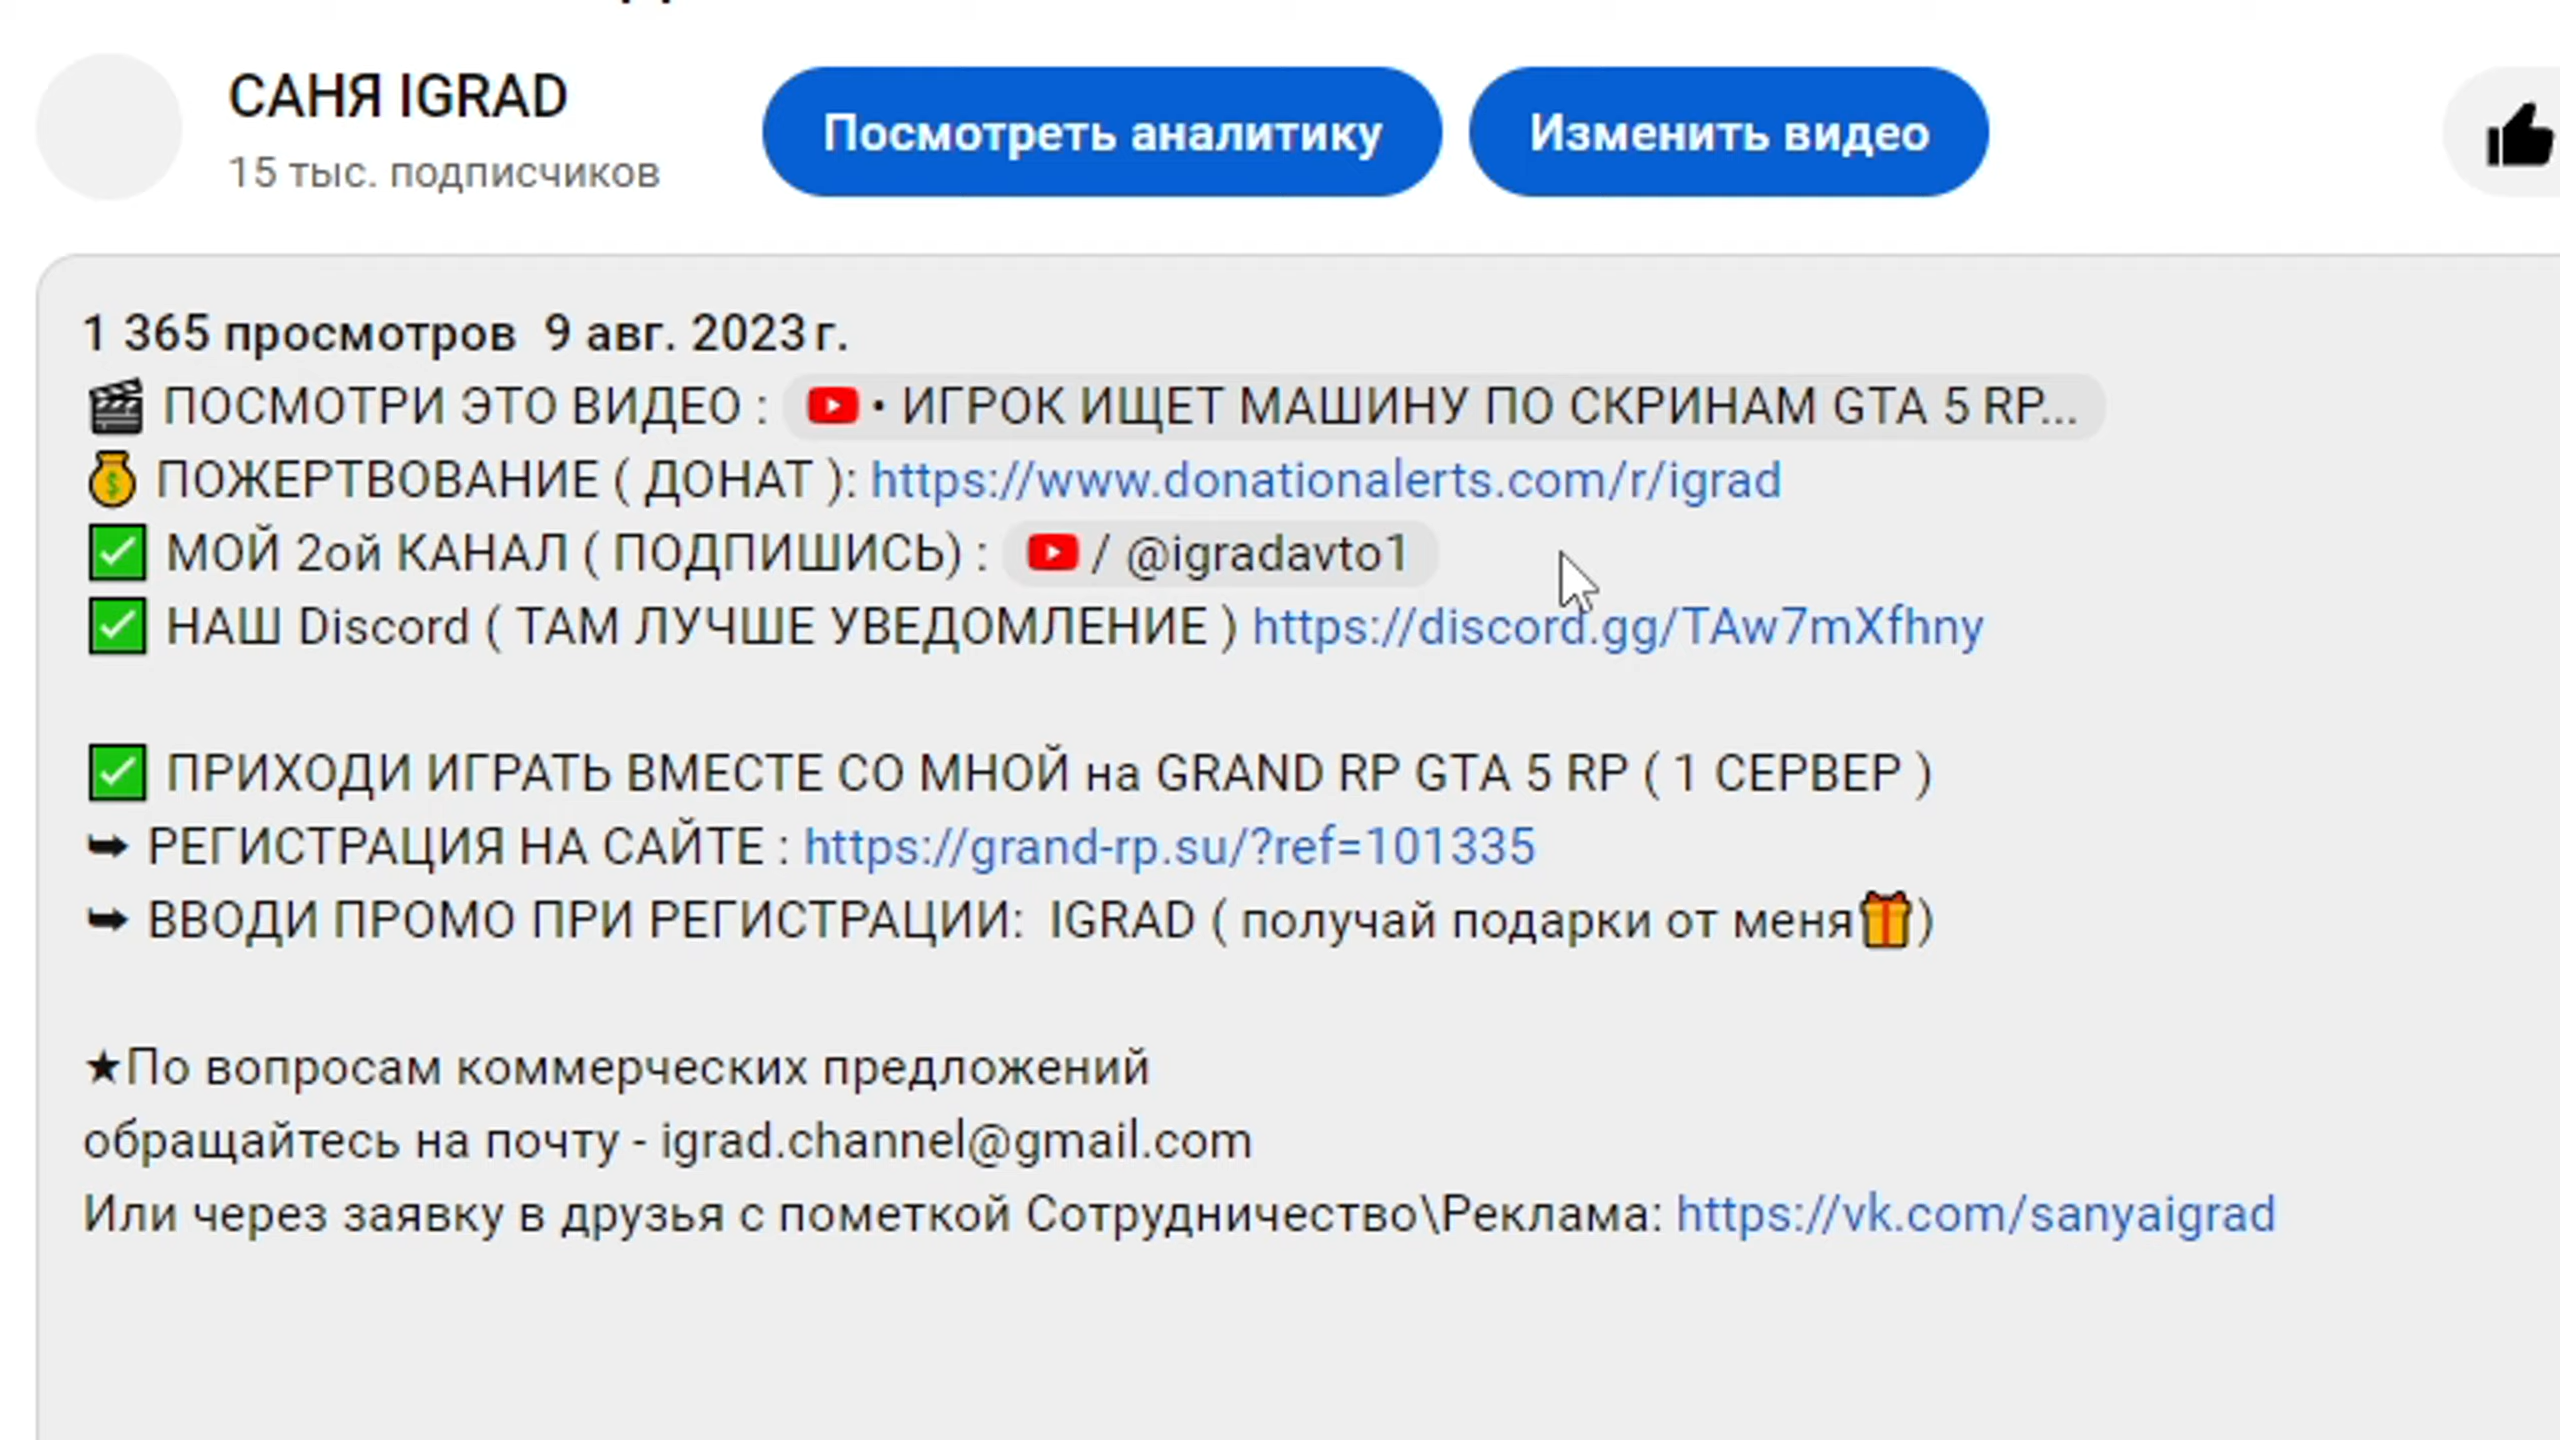 САНЯ IGRAD
15 тыс. подписчиков
Посмотреть аналитику
Изменить видео
1 365 просмотров 9 авг. 2023 г.
🎬 ПОСМОТРИ ЭТО ВИДЕО : • ИГРОК ИЩЕТ МАШИНУ ПО СКРИНАМ GTA 5 RP...
💰 ПОЖЕРТВОВАНИЕ ( ДОНАТ ): https://www.donationalerts.com/r/igrad
✅ МОЙ 2ой КАНАЛ ( ПОДПИШИСЬ) : / @igradavto1
✅ НАШ Discord ( ТАМ ЛУЧШЕ УВЕДОМЛЕНИЕ ) https://discord.gg/TAw7mXfhny
✅ ПРИХОДИ ИГРАТЬ ВМЕСТЕ СО МНОЙ на GRAND RP GTA 5 RP ( 1 СЕРВЕР )
➥ РЕГИСТРАЦИЯ НА САЙТЕ : https://grand-rp.su/?ref=101335
➥ ВВОДИ ПРОМО ПРИ РЕГИСТРАЦИИ: IGRAD ( получай подарки от меня🎁)
★По вопросам коммерческих предложений
обращайтесь на почту - igrad.channel@gmail.com
Или через заявку в друзья с пометкой Сотрудничество\Реклама: https://vk.com/sanyaigrad